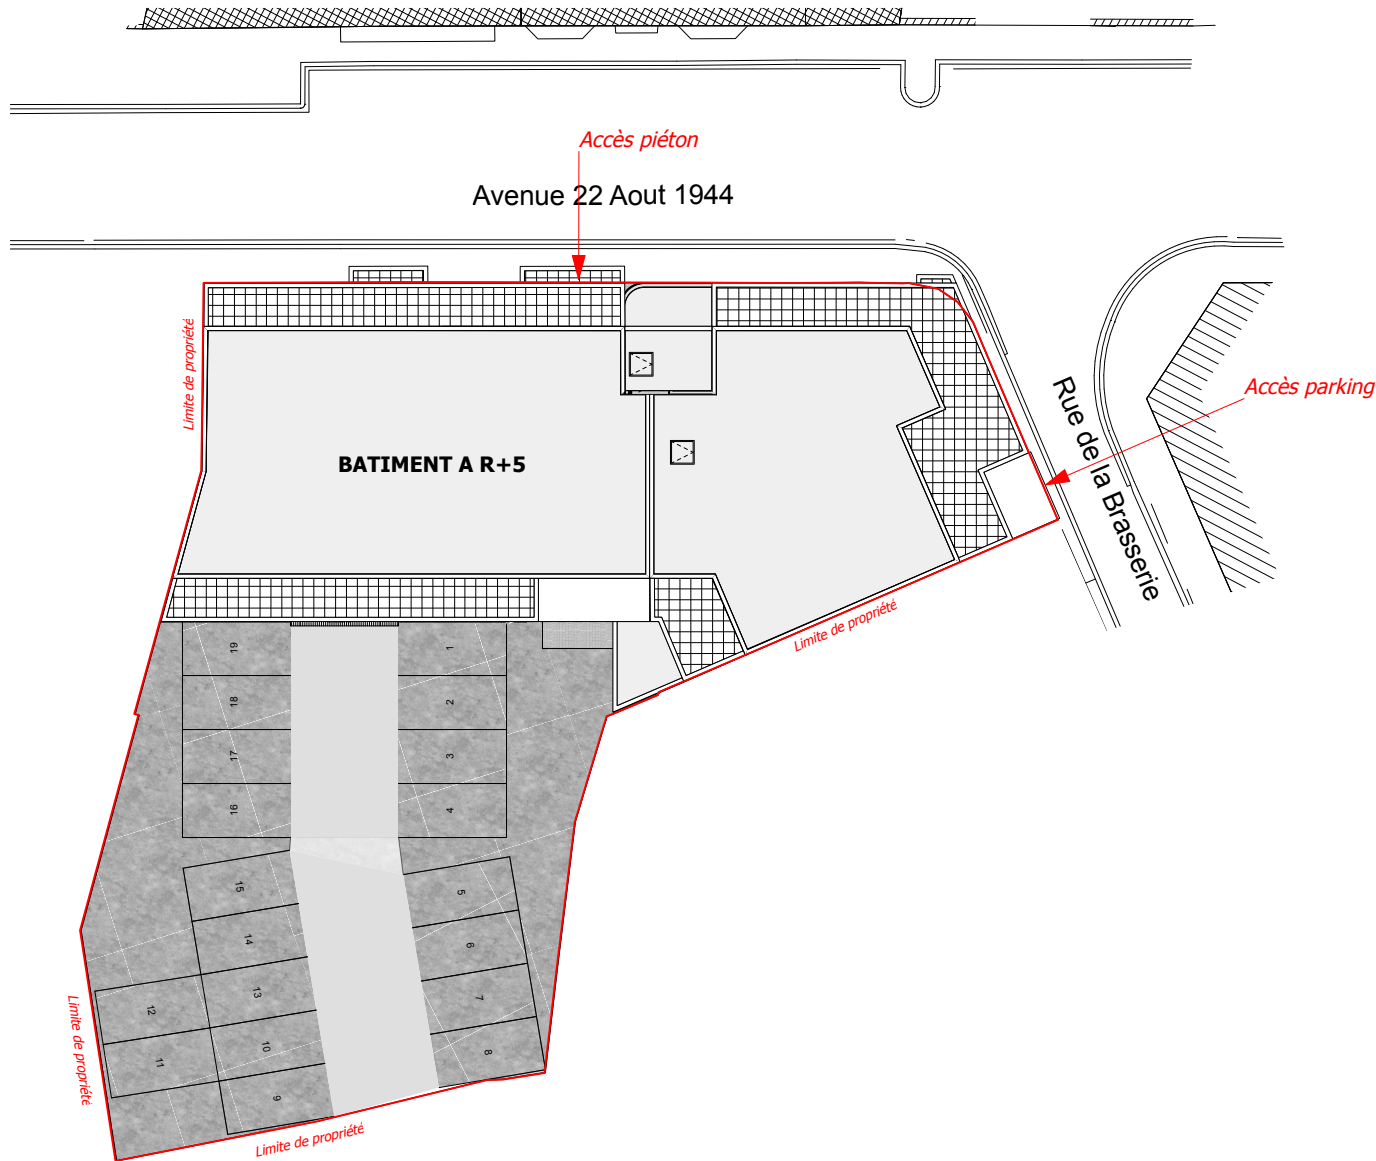 Accès piéton
Avenue 22 Aout 1944
Limite de propriété
Accès parking
Rue de la Brasserie
BATIMENT A R+5
Limite de propriété
19
1
18
2
17
3
16
4
15
5
14
6
13
7
12
10
8
11
9
Limite de propriété
Limite de propriété